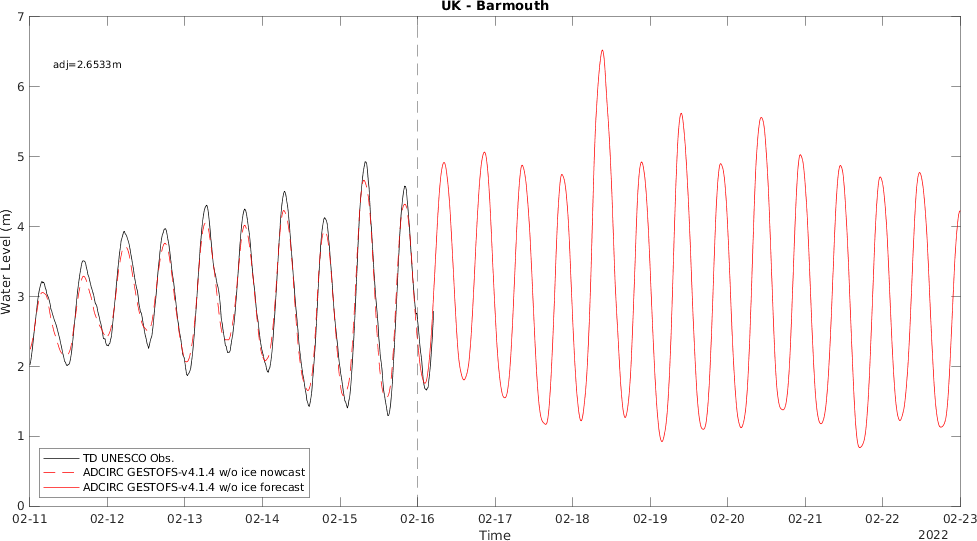 UK - Barmouth
7
adj=2.6533m
6
5
4
Water Level (m)
3
2
1
TD UNESCO Obs.
ADCIRC GESTOFS-v4.1.4 w/o ice nowcast
ADCIRC GESTOFS-v4.1.4 w/o ice forecast
0
02-11 02-12 02-13 02-14 02-15 02-16 02-17 02-18 02-19 02-20 02-21 02-22 02-23
Time
2022